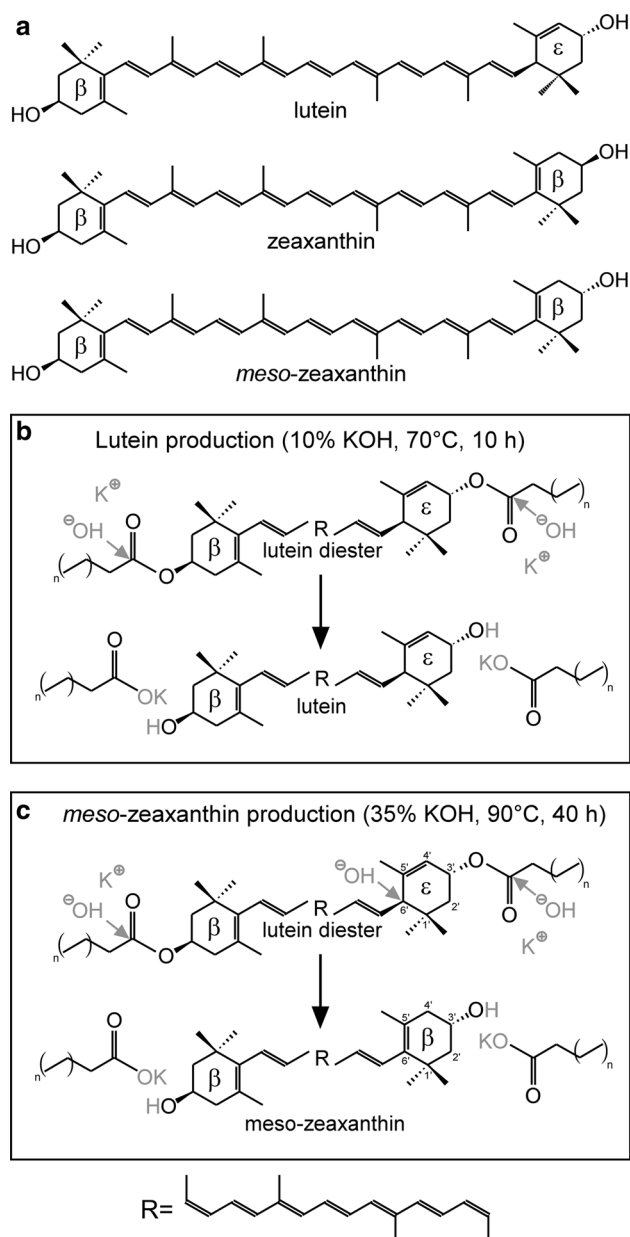 a
OH
ε
β
HO
lutein
OH
β
β
HO
zeaxanthin
OH
β
β
HO
meso-zeaxanthin
b
Lutein production (10% KOH, 70°C, 10 h)
K⊕
⊖OH
O
O
β
R
lutein diester
ε
O
O
n
⊖OH
K⊕
n
O
OK
n
HO
β
R
lutein
ε
OH
KO
O
n
c
meso-zeaxanthin production (35% KOH, 90°C, 40 h)
K⊕
⊖OH
O
O
n
β
R
lutein diester
⊖OH
5'
4'
3'
ε
6'
1'
2'
O
O
n
⊖OH
K⊕
O
OK
n
HO
β
R
5'
4'
3'
β
6'
1'
2'
OH
KO
O
n
meso-zeaxanthin
R=